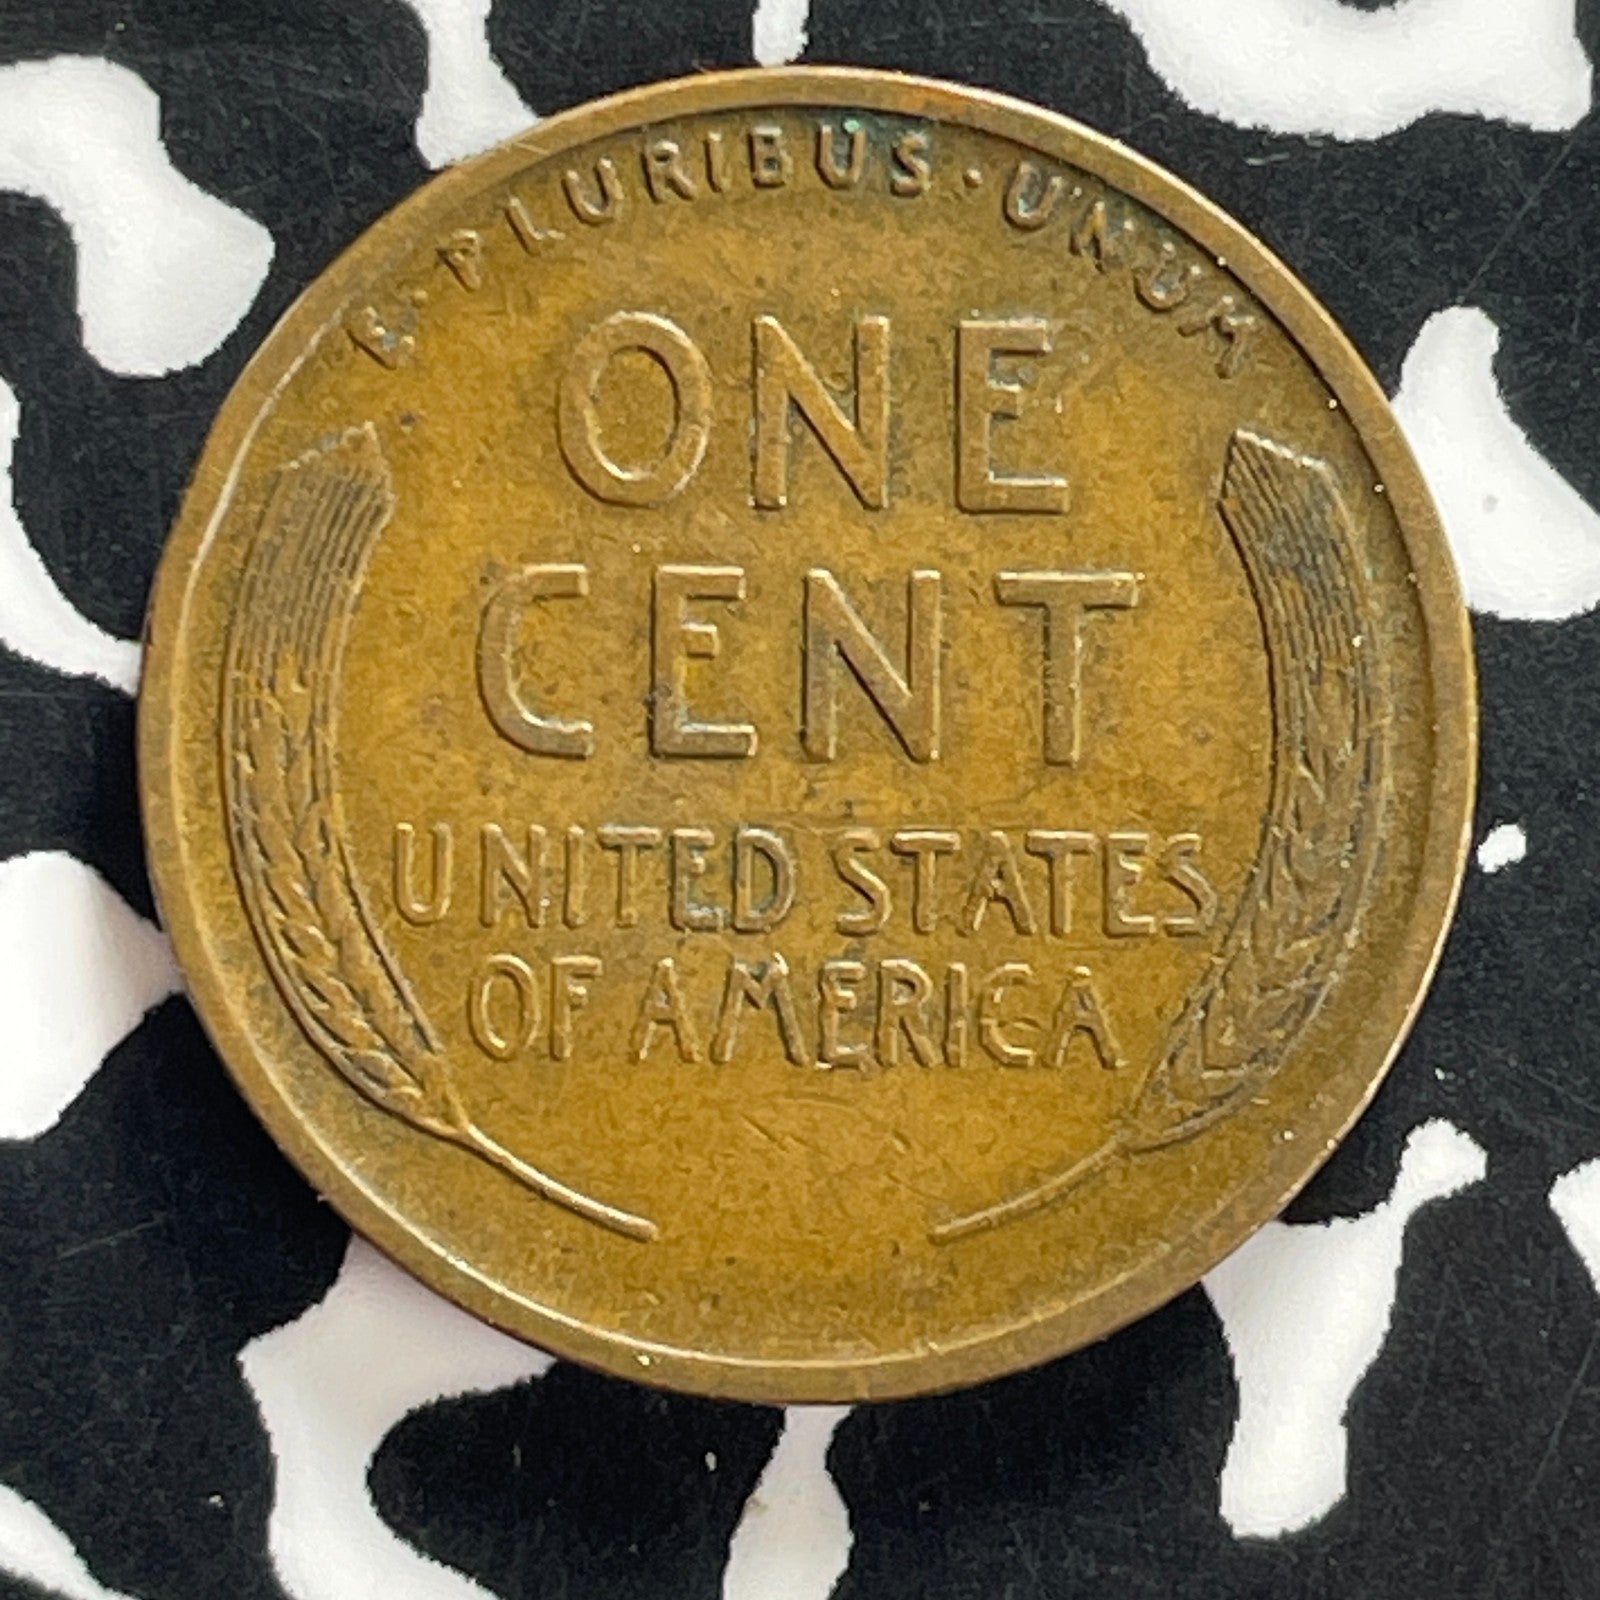 E · PLURIBUS · UNUM
ONE
CENT
UNITED STATES
OF AMERICA